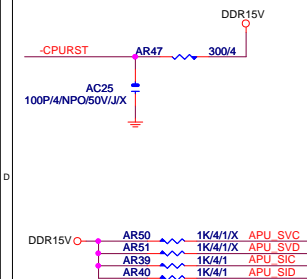 DDR15V
-CPURST AR47 300/4
AC25
100P/4/NPO/50V/J/X
D
DDR15V AR50 1K/4/1/X APU_SVC
AR51 1K/4/1/X APU_SVD
AR39 1K/4/1 APU_SIC
AR40 1K/4/1 APU_SID